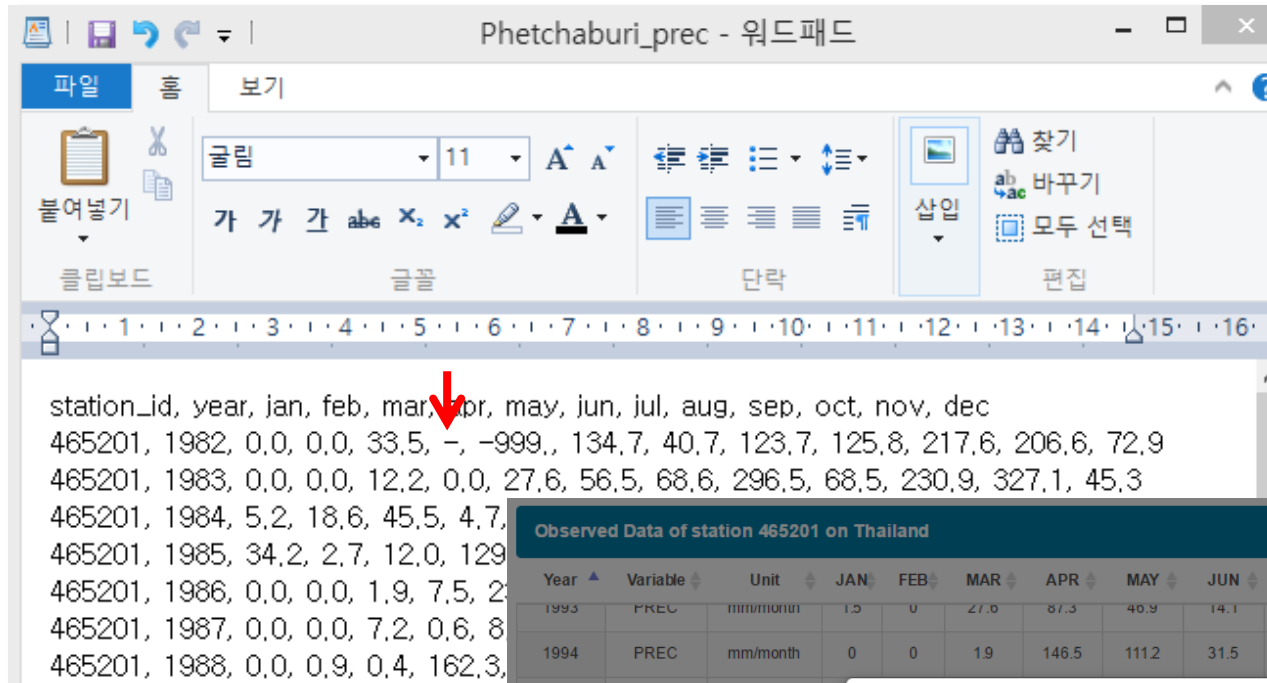 Phetchaburi_prec - 워드패드
파일 홈 보기
붙여넣기
클립보드
굴림 11
가 가 간 abc X₂ X² A
글꼴
단락
삽입
찾기
바꾸기
모두 선택
편집
1 2 3 4 5 6 7 8 9 10 11 12 13 14 15 16
station_id, year, jan, feb, mar, apr, may, jun, jul, aug, sep, oct, nov, dec
465201, 1982, 0.0, 0.0, 33.5, -, -999., 134.7, 40.7, 123.7, 125.8, 217.6, 206.6, 72.9
465201, 1983, 0.0, 0.0, 12.2, 0.0, 27.6, 56.5, 68.6, 296.5, 68.5, 230.9, 327.1, 45.3
465201, 1984, 5.2, 18.6, 45.5, 4.7,
465201, 1985, 34.2, 2.7, 12.0, 129
465201, 1986, 0.0, 0.0, 1.9, 7.5, 2
465201, 1987, 0.0, 0.0, 7.2, 0.6, 8
465201, 1988, 0.0, 0.9, 0.4, 162.3,
Observed Data of station 465201 on Thailand
Year Variable Unit JAN FEB MAR APR MAY JUN
1993 PREC mm/month 1.5 0 27.6 87.3 46.9 14.1
1994 PREC mm/month 0 0 1.9 146.5 111.2 31.5